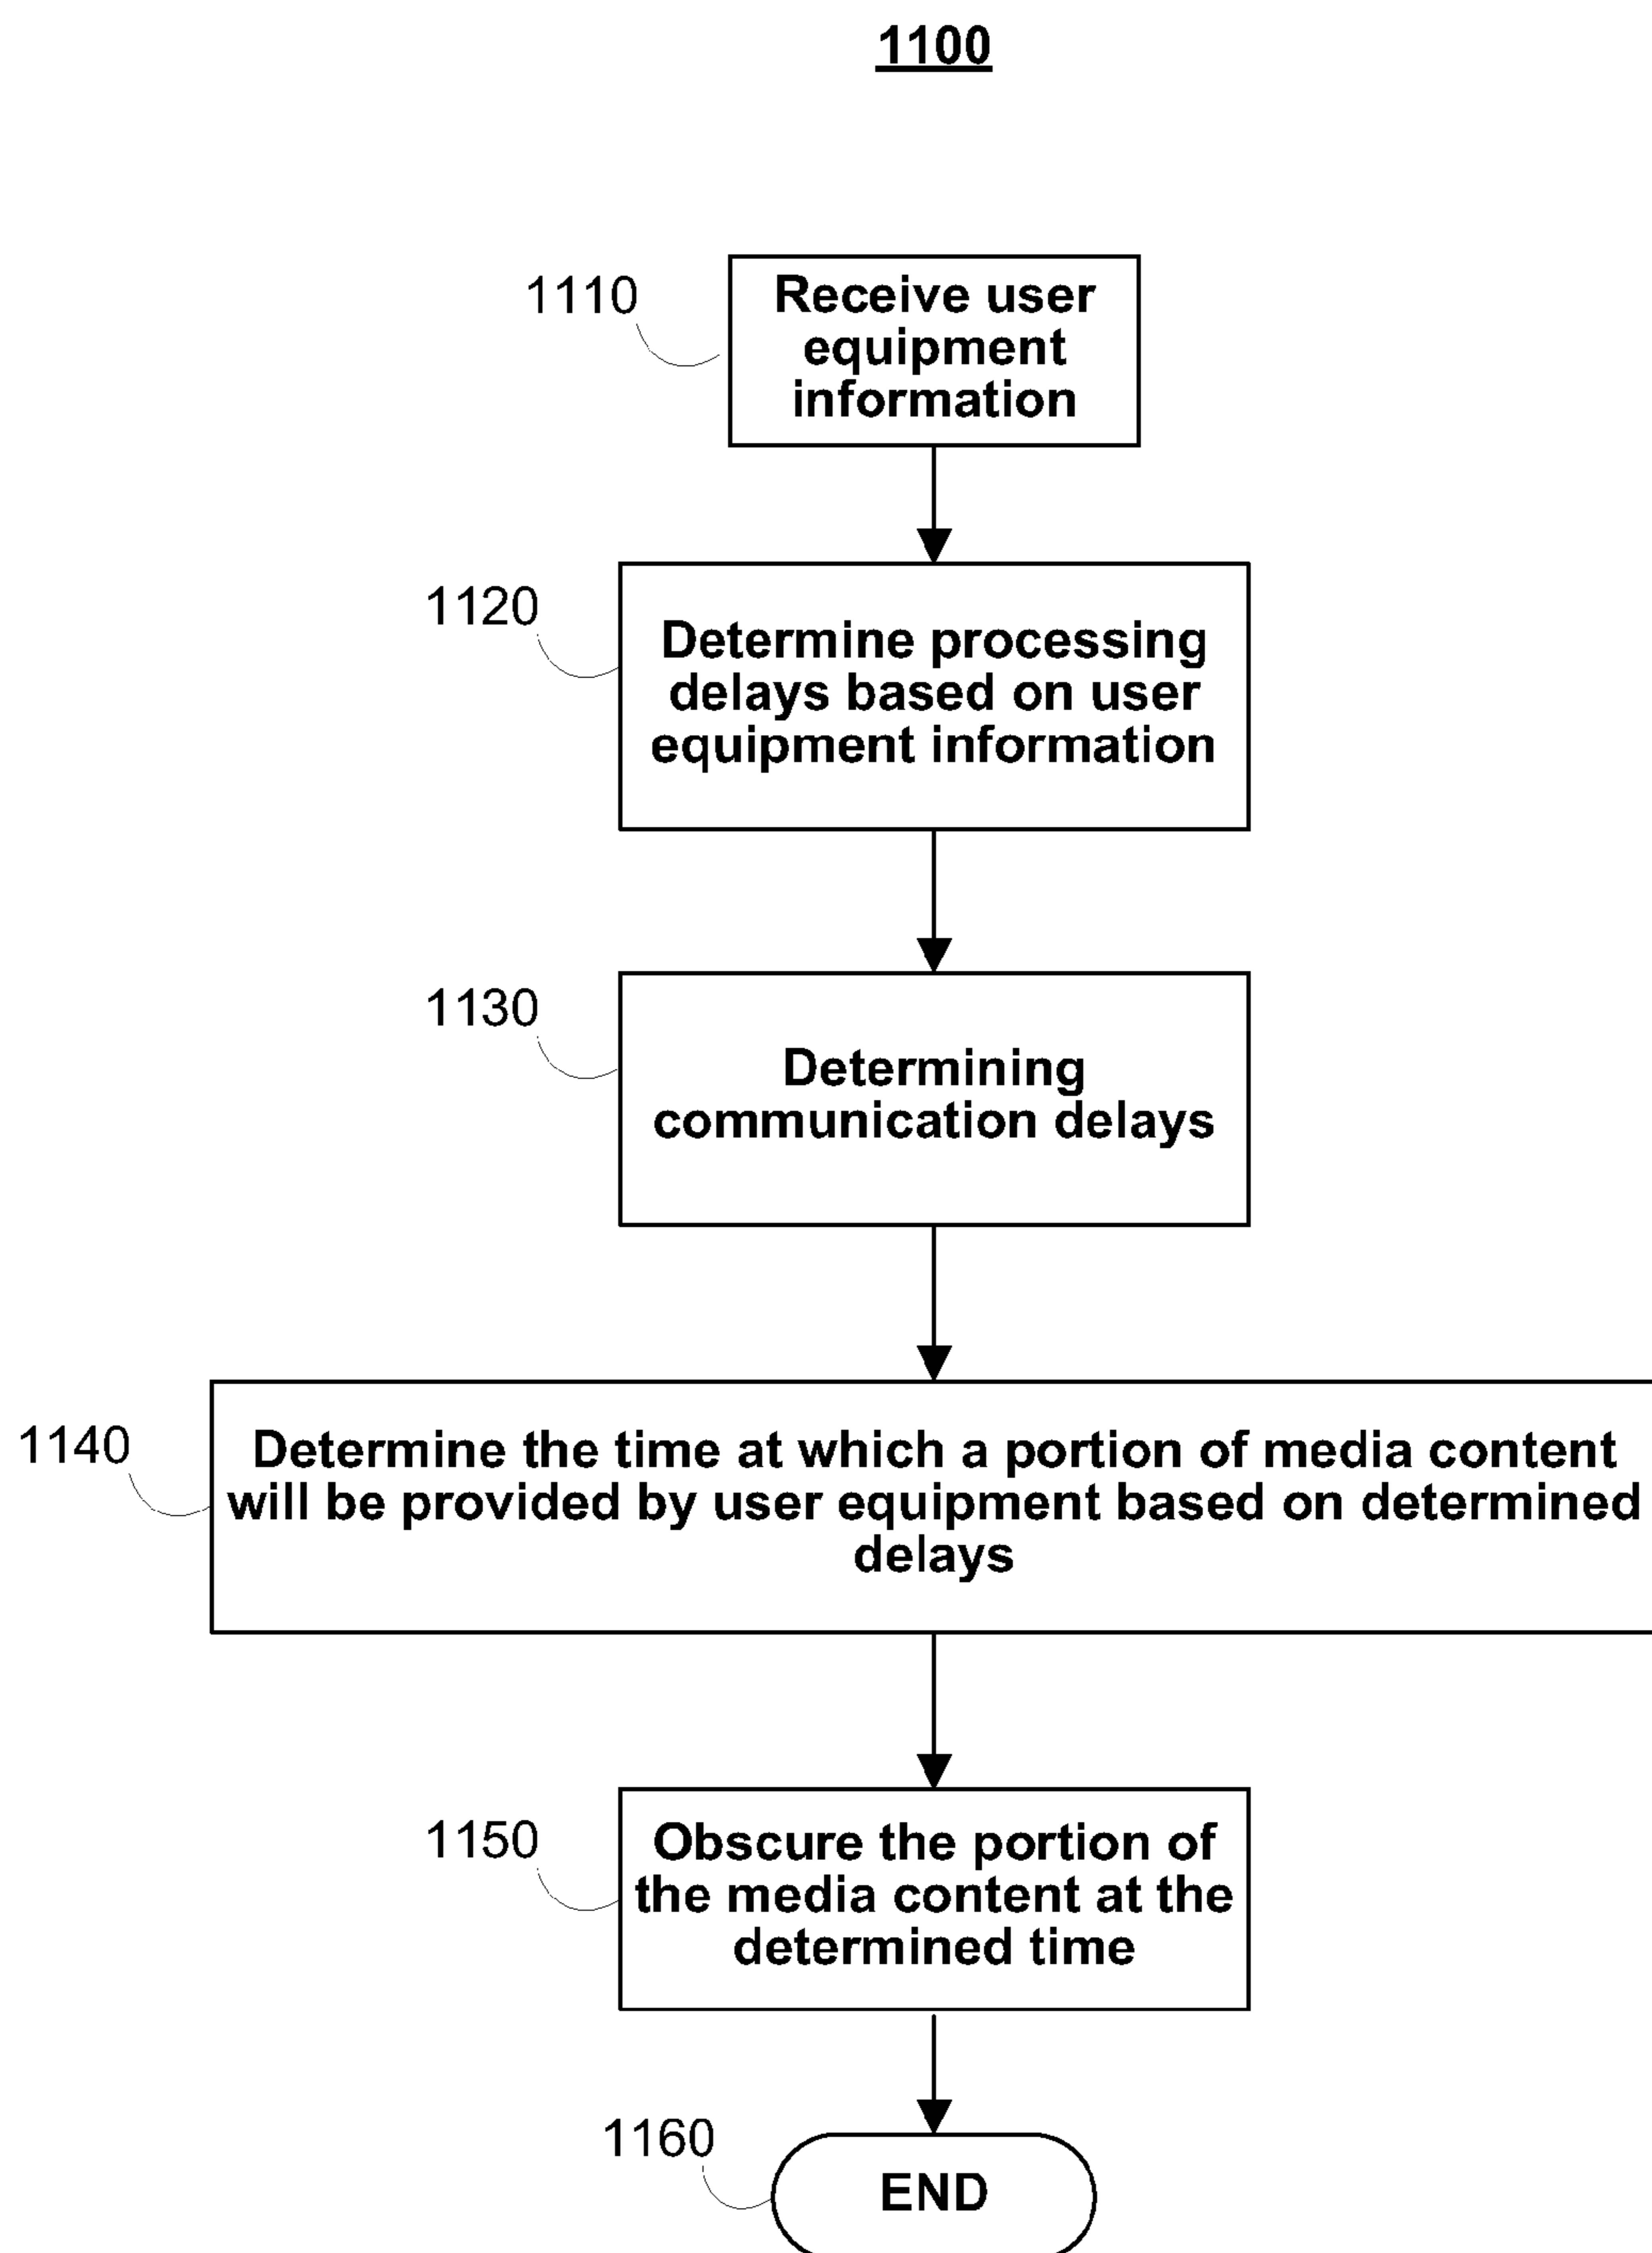 1100
1110
Receive user
equipment
information
1120
Determine processing
delays based on user
equipment information
1130
Determining
communication delays
1140
Determine the time at which a portion of media content
will be provided by user equipment based on determined
delays
1150
Obscure the portion of
the media content at the
determined time
1160
END